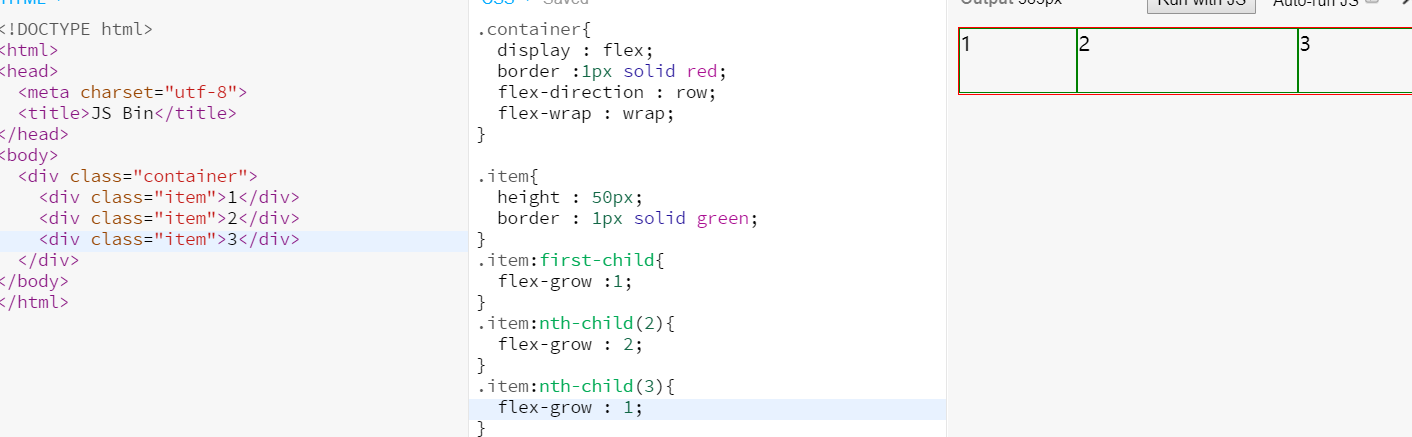 Saved
Output
Run with JS
Auto-run JS
<!DOCTYPE html>
<html>
<head>
<meta charset="utf-8">
<title>JS Bin</title>
</head>
<body>
<div class="container">
<div class="item">1</div>
<div class="item">2</div>
<div class="item">3</div>
</div>
</body>
</html>
.container{
display : flex;
border :1px solid red;
flex-direction : row;
flex-wrap : wrap;
}
.item{
height : 50px;
border : 1px solid green;
}
.item:first-child{
flex-grow :1;
}
.item:nth-child(2){
flex-grow : 2;
}
.item:nth-child(3){
flex-grow : 1;
}
1 2 3